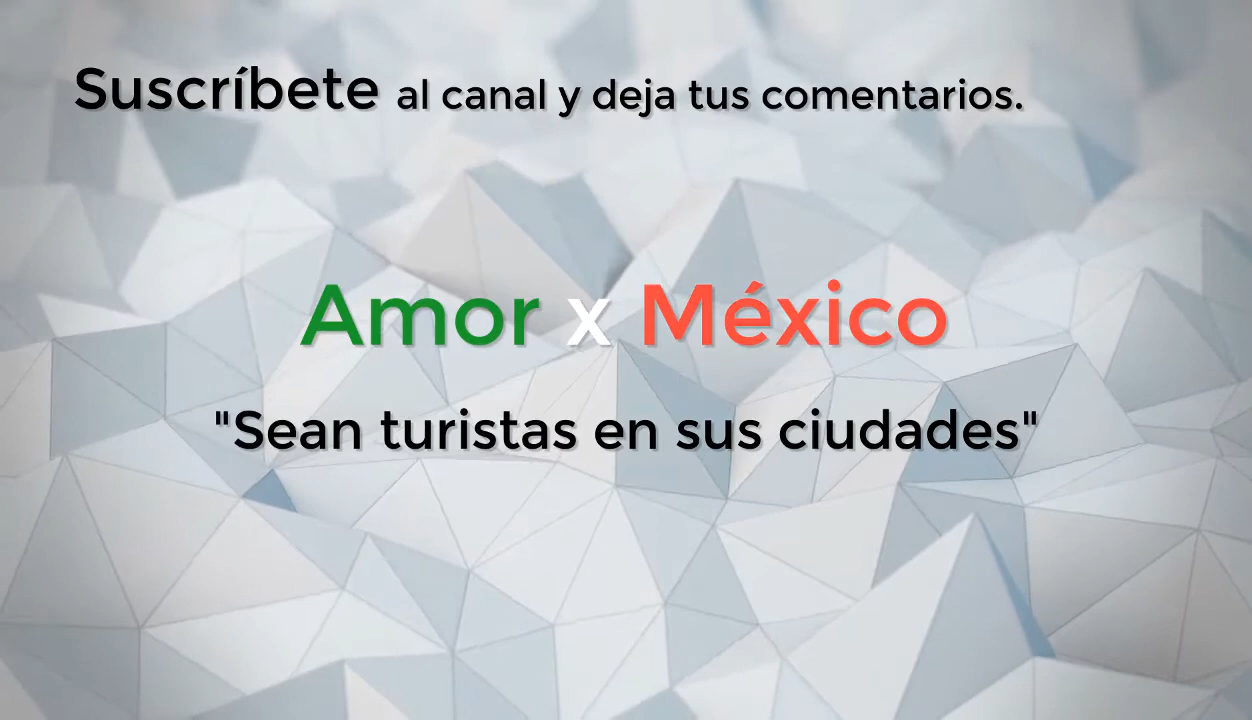 Suscríbete al canal y deja tus comentarios.
Amor x México
"Sean turistas en sus ciudades"